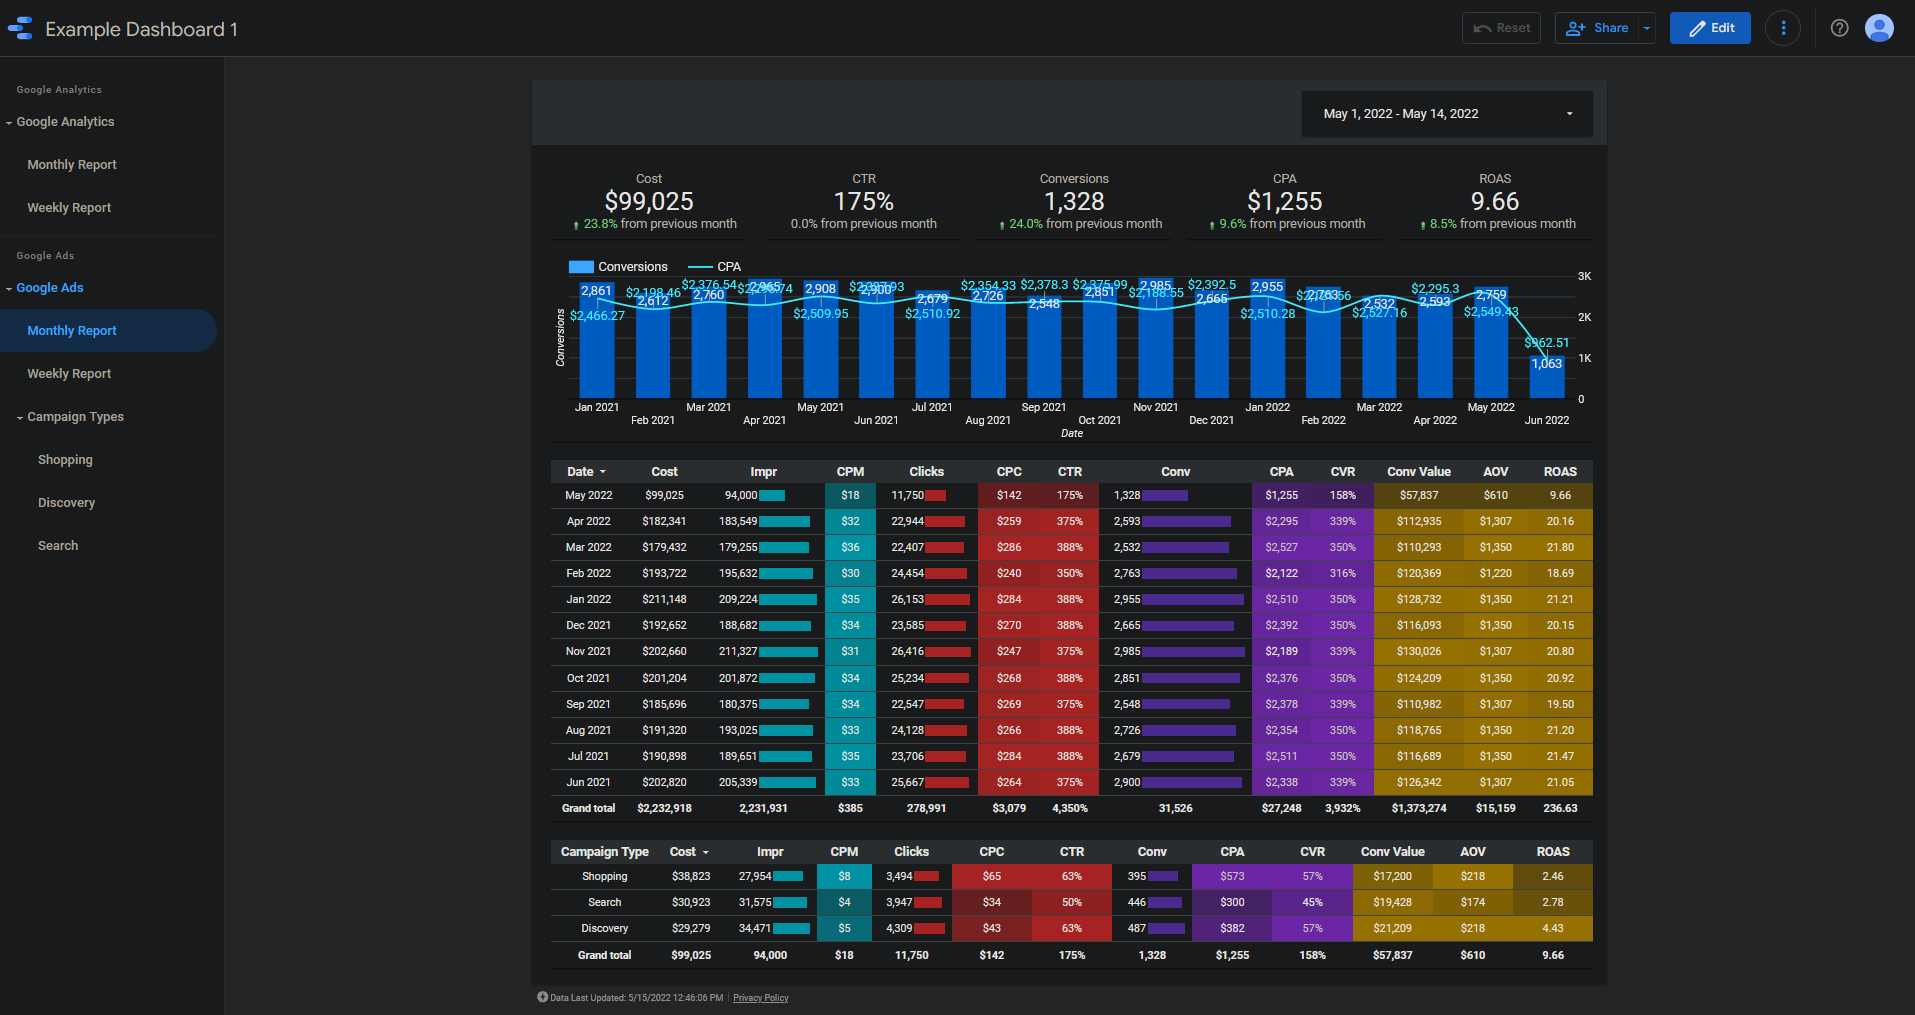 Example Dashboard 1
Reset
Share
Edit
Google Analytics
Google Analytics
Monthly Report
Weekly Report
Google Ads
Google Ads
Monthly Report
Weekly Report
Campaign Types
Shopping
Discovery
Search
May 1, 2022 - May 14, 2022
Cost
$99,025
23.8% from previous month
CTR
175%
0.0% from previous month
Conversions
1,328
24.0% from previous month
CPA
$1,255
9.6% from previous month
ROAS
9.66
8.5% from previous month
Conversions CPA
2,861 2,612 2,760 2,965 2,908 2,900 2,679 2,726 2,548 2,851 2,985 2,665 2,955 2,763 2,532 2,593 2,759 1,063
$2,466.27 $2,198.46 $2,376.54 $2,509.95 $2,510.92 $2,354.33 $2,378.3 $2,375.99 $2,188.55 $2,392.5 $2,510.28 $2,527.16 $2,295.3 $2,549.43 $962.51
3K
2K
1K
0
Conversions
Jan 2021 Feb 2021 Mar 2021 Apr 2021 May 2021 Jun 2021 Jul 2021 Aug 2021 Sep 2021 Oct 2021 Nov 2021 Dec 2021 Jan 2022 Feb 2022 Mar 2022 Apr 2022 May 2022 Jun 2022
Date
Date Cost Impr CPM Clicks CPC CTR Conv CPA CVR Conv Value AOV ROAS
May 2022 $99,025 94,000 $18 11,750 $142 175% 1,328 $1,255 158% $57,837 $610 9.66
Apr 2022 $182,341 183,549 $32 22,944 $259 375% 2,593 $2,295 339% $112,935 $1,307 20.16
Mar 2022 $179,432 179,255 $36 22,407 $286 388% 2,532 $2,527 350% $110,293 $1,350 21.80
Feb 2022 $193,722 195,632 $30 24,454 $240 350% 2,763 $2,122 316% $120,369 $1,220 18.69
Jan 2022 $211,148 209,224 $35 26,153 $284 388% 2,955 $2,510 350% $128,732 $1,350 21.21
Dec 2021 $192,652 188,682 $34 23,585 $270 388% 2,665 $2,392 350% $116,093 $1,350 20.15
Nov 2021 $202,660 211,327 $31 26,416 $247 375% 2,985 $2,189 339% $130,026 $1,307 20.80
Oct 2021 $201,204 201,872 $34 25,234 $268 388% 2,851 $2,376 350% $124,209 $1,350 20.92
Sep 2021 $185,696 180,375 $34 22,547 $269 375% 2,548 $2,378 339% $110,982 $1,307 19.50
Aug 2021 $191,320 193,025 $33 24,128 $266 388% 2,726 $2,354 350% $118,765 $1,350 21.20
Jul 2021 $190,898 189,651 $35 23,706 $284 388% 2,679 $2,511 350% $116,689 $1,350 21.47
Jun 2021 $202,820 205,339 $33 25,667 $264 375% 2,900 $2,338 339% $126,342 $1,307 21.05
Grand total $2,232,918 2,231,931 $385 278,991 $3,079 4,350% 31,526 $27,248 3,932% $1,373,274 $15,159 236.63
Campaign Type Cost Impr CPM Clicks CPC CTR Conv CPA CVR Conv Value AOV ROAS
Shopping $38,823 27,954 $8 3,494 $65 63% 395 $573 57% $17,200 $218 2.46
Search $30,923 31,575 $4 3,947 $34 50% 446 $300 45% $19,428 $174 2.78
Discovery $29,279 34,471 $5 4,309 $43 63% 487 $382 57% $21,209 $218 4.43
Grand total $99,025 94,000 $18 11,750 $142 175% 1,328 $1,255 158% $57,837 $610 9.66
Data Last Updated: 5/15/2022 12:46:06 PM
Privacy Policy